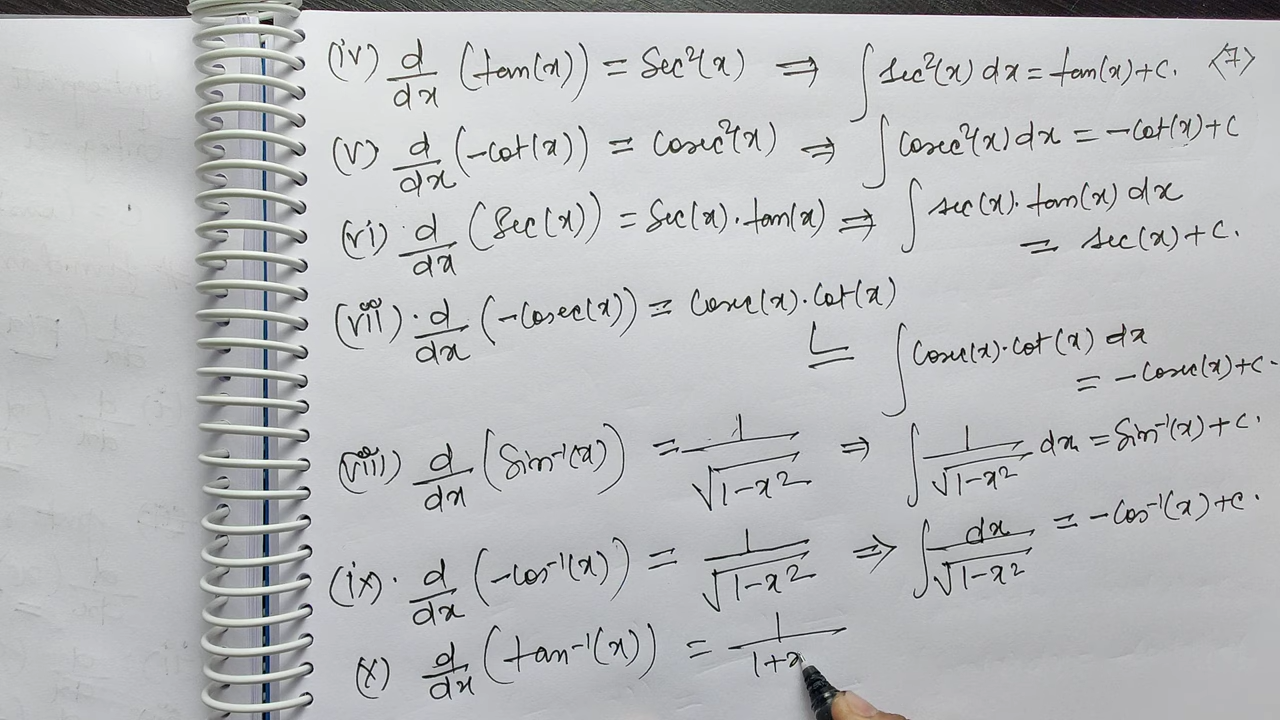 (iv) d/dx (tan(x)) = Sec²(x) ⇒ ∫ sec²(x) dx = tan(x)+C. <7>
(v) d/dx (-cot(x)) = Cosec²(x) ⇒ ∫ Cosec²(x) dx = -Cot(x)+C
(vi) d/dx (Sec(x)) = Sec(x)·tan(x) ⇒ ∫ sec(x)·tan(x) dx
= sec(x)+C.
(vii)· d/dx (-Cosec(x)) = Cosec(x)·Cot(x)
∫ Cosec(x)·Cot(x) dx
= -Cosec(x)+C·
(viii) d/dx (Sin⁻¹(x)) = 1/√(1-x²) ⇒ ∫ 1/√(1-x²) dx = Sin⁻¹(x)+C·
(ix)· d/dx (-Cos⁻¹(x)) = 1/√(1-x²) ⇒ ∫ dx/√(1-x²) = -Cos⁻¹(x)+C·
(x) d/dx (tan⁻¹(x)) = 1/(1+x